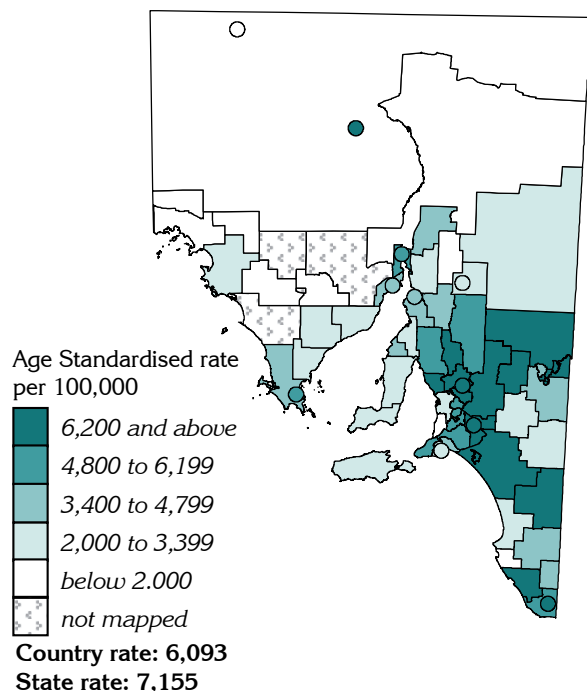 Age Standardised rate
per 100,000
6,200 and above
4,800 to 6,199
3,400 to 4,799
2,000 to 3,399
below 2.000
not mapped
Country rate: 6,093
State rate: 7,155